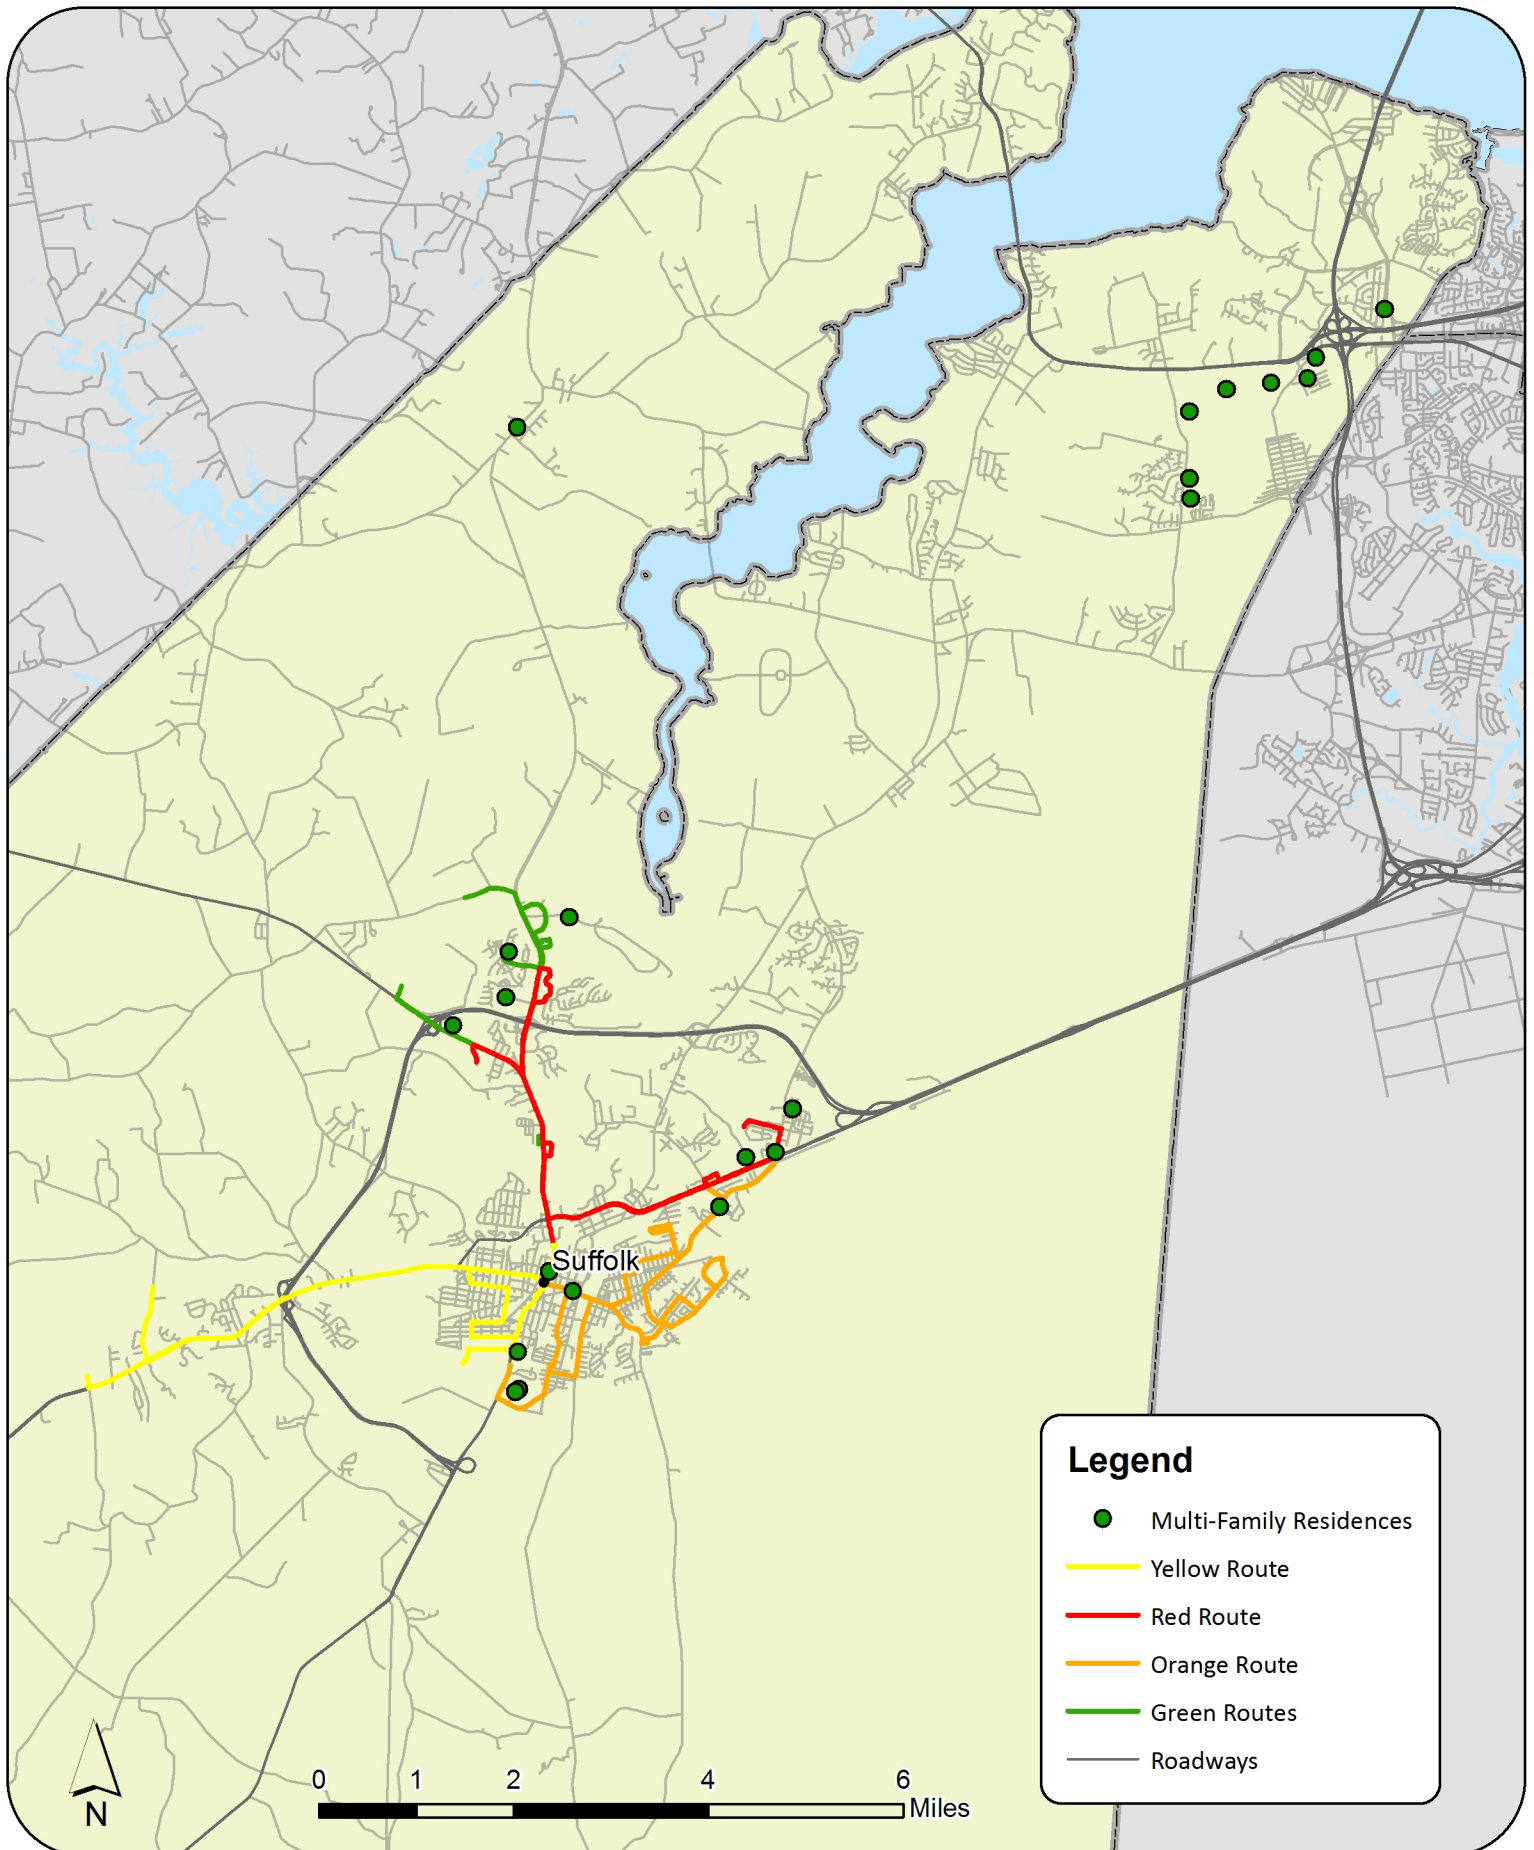 Suffolk
Legend
Multi-Family Residences
Yellow Route
Red Route
Orange Route
Green Routes
Roadways
0 1 2 4 6
Miles
N